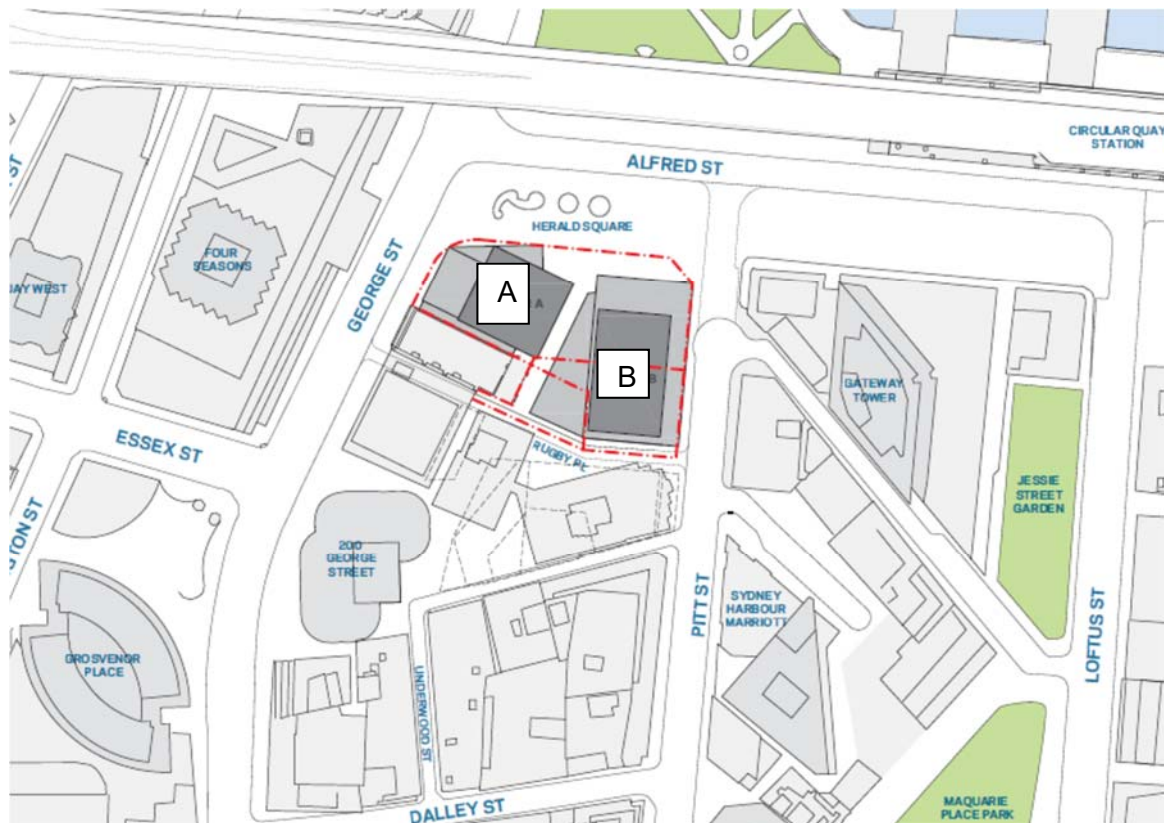 CIRCULAR QUAY
STATION
ALFRED ST
HERALD SQUARE
GEORGE ST
FOUR
SEASONS
A
A
B
B
GATEWAY
TOWER
ESSEX ST
RUGBY PL
JESSIE
STREET
GARDEN
200
GEORGE
STREET
PITT ST
SYDNEY
HARBOUR
MARRIOTT
LOFTUS ST
GROSVENOR
PLACE
UNDERWOOD ST
DALLEY ST
MAQUARIE
PLACE PARK